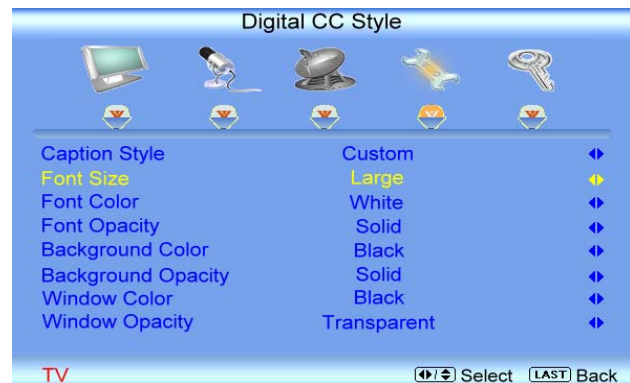 Digital CC Style
Caption Style Custom
Font Size Large
Font Color White
Font Opacity Solid
Background Color Black
Background Opacity Solid
Window Color Black
Window Opacity Transparent
TV Select LAST Back